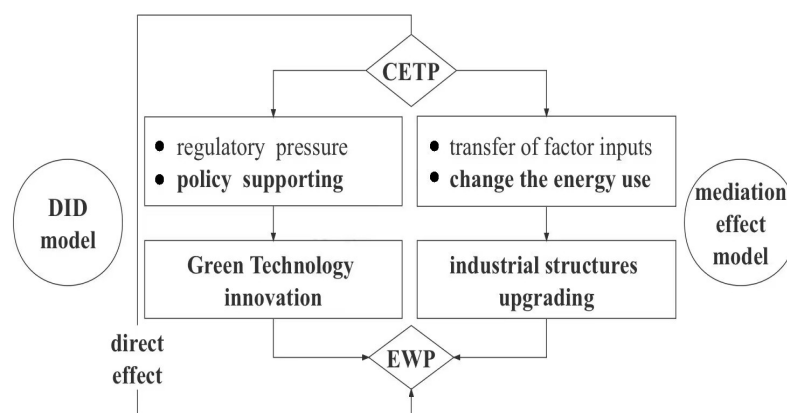 CETP
• regulatory pressure
• policy supporting
• transfer of factor inputs
• change the energy use
DID
model
mediation
effect
model
Green Technology
innovation
industrial structures
upgrading
direct
effect
EWP